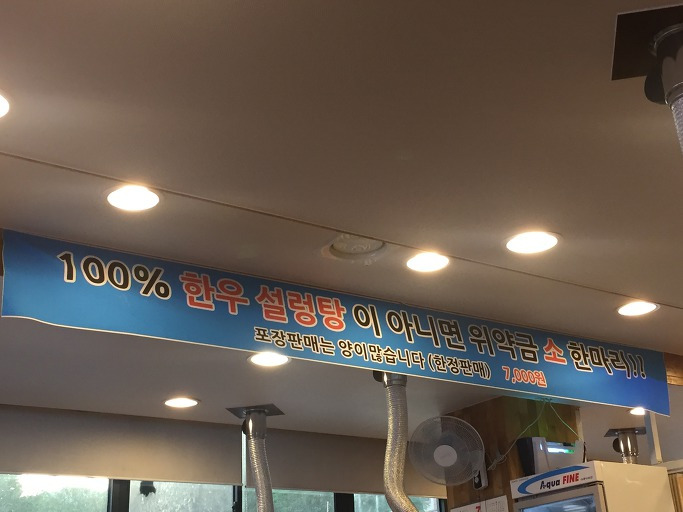 100% 한우 설렁탕 이 아니면 위약금 소 한마리!!
포장판매는 양이많습니다 (한정판매) 7,000원
A-qua FINE